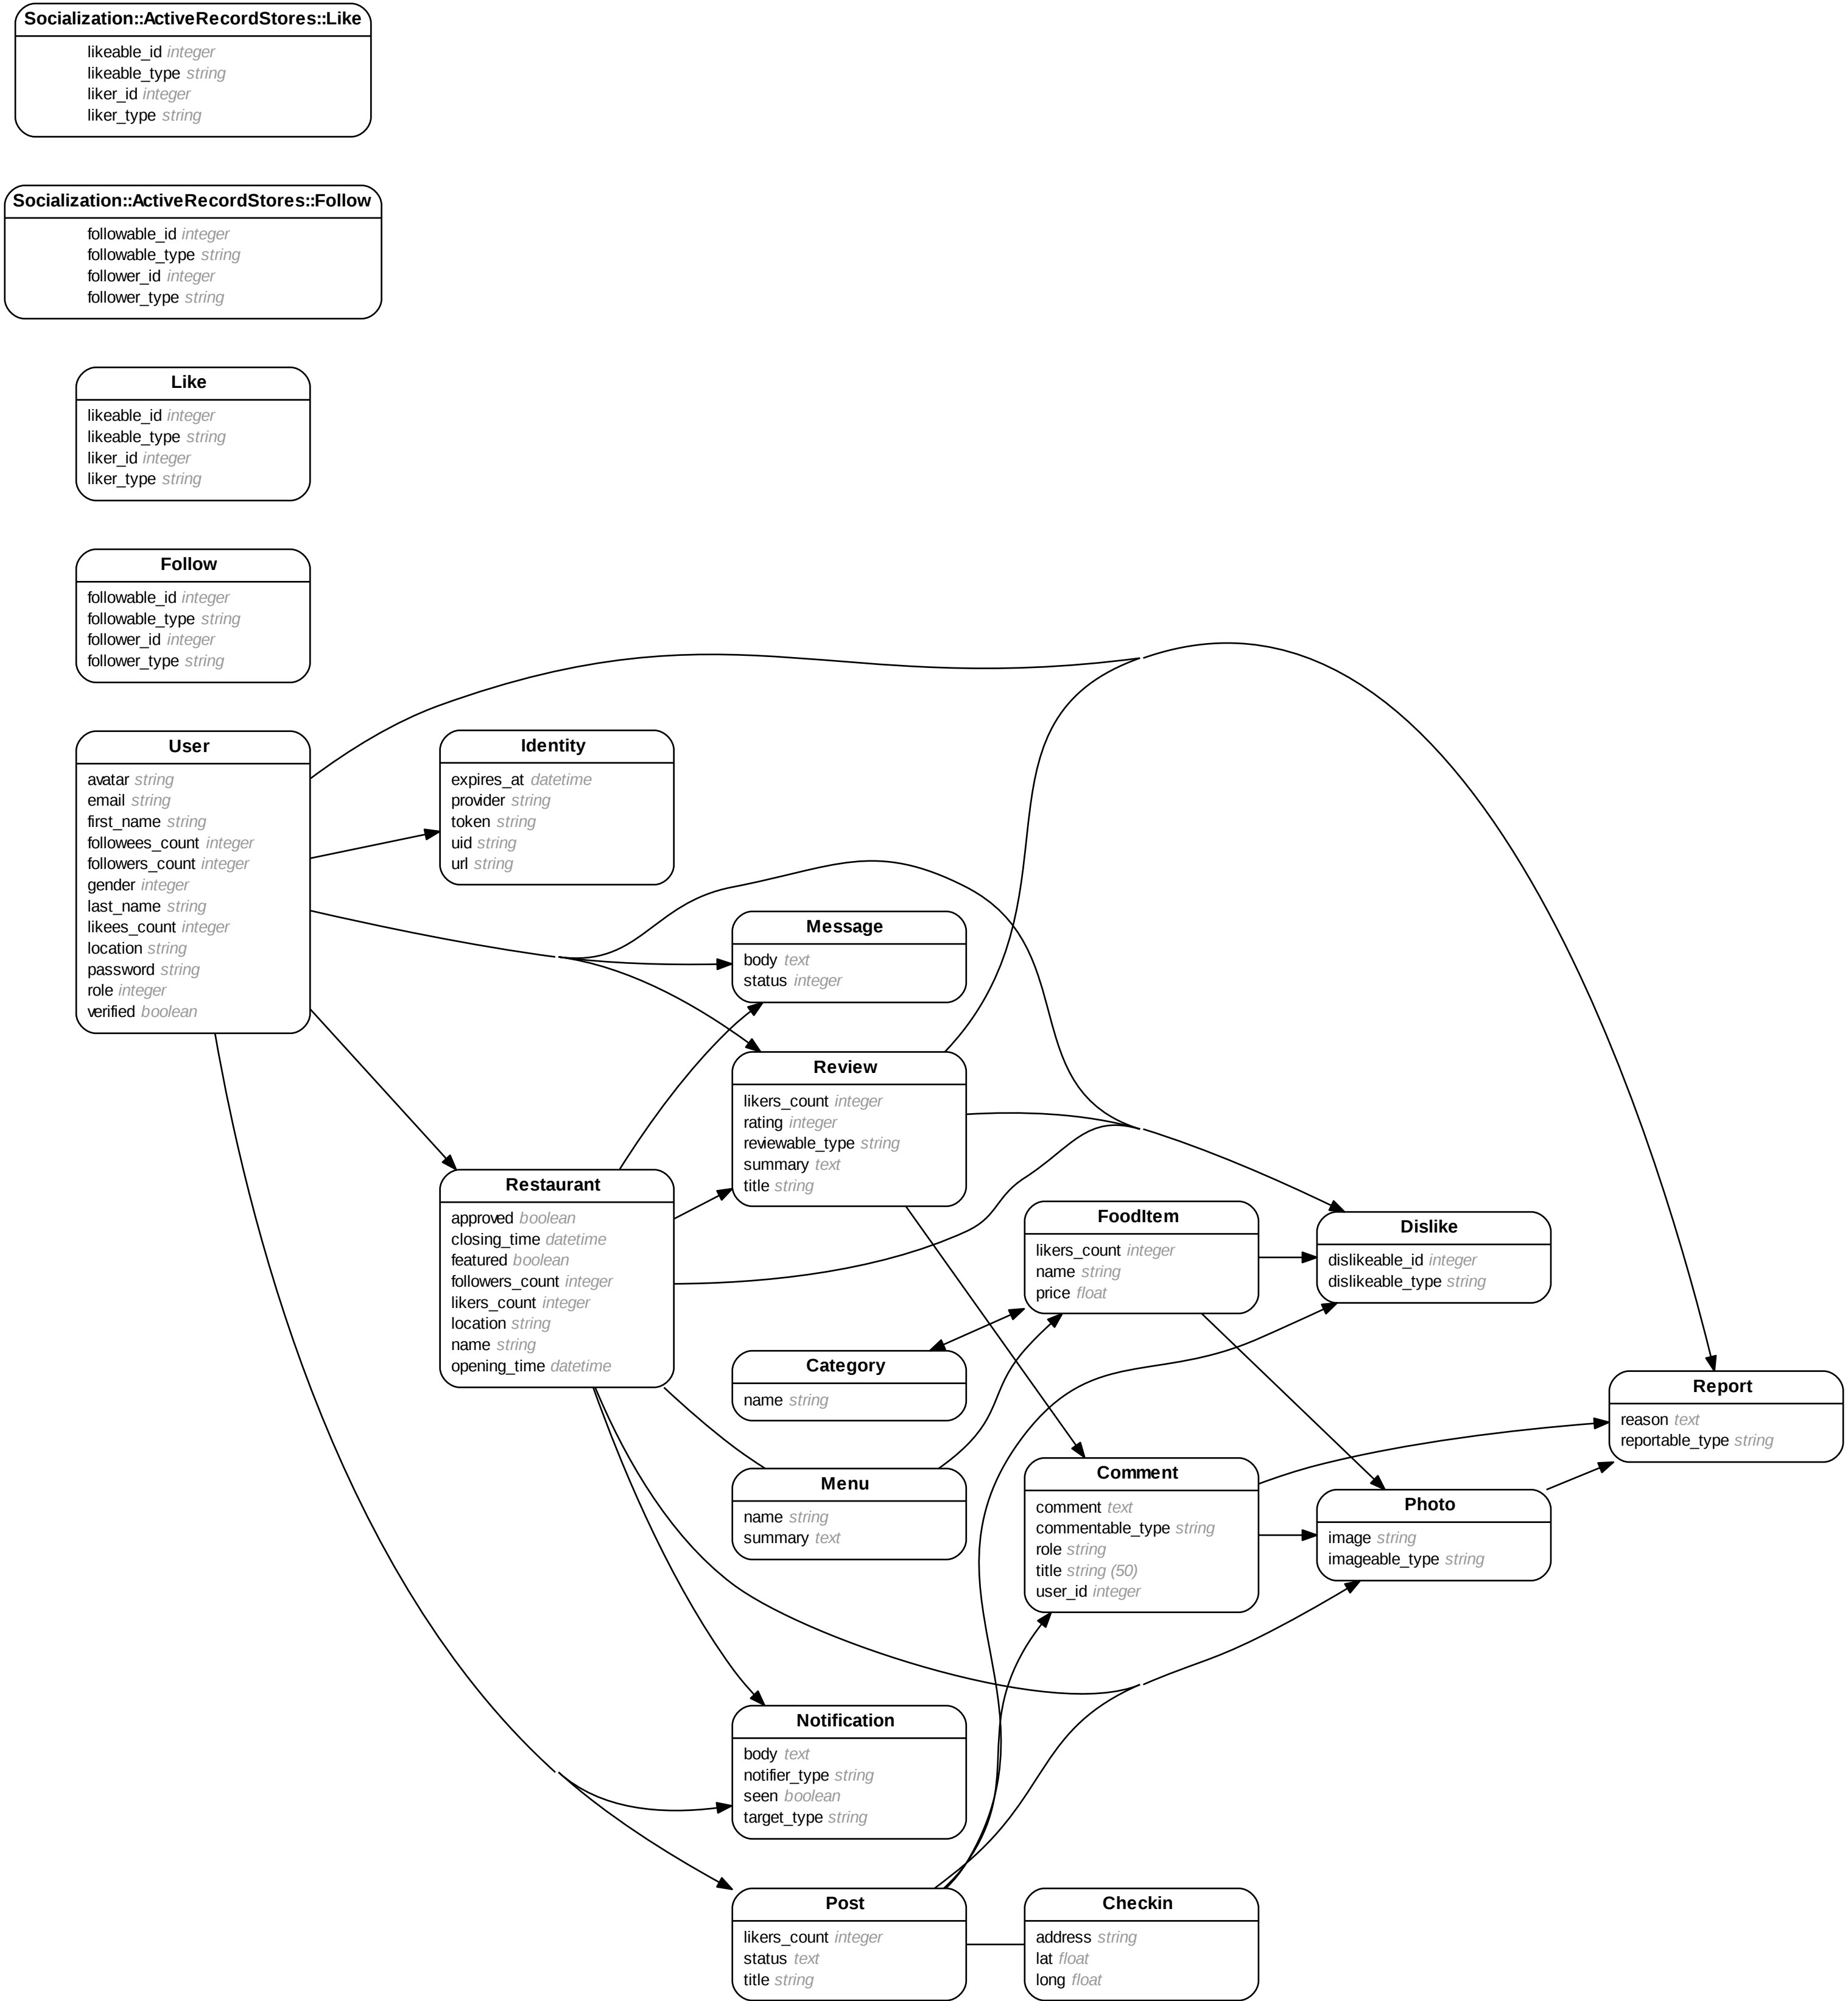 Socialization::ActiveRecordStores::Like
likeable_id integer
likeable_type string
liker_id integer
liker_type string
Socialization::ActiveRecordStores::Follow
followable_id integer
followable_type string
follower_id integer
follower_type string
Like
likeable_id integer
likeable_type string
liker_id integer
liker_type string
Follow
followable_id integer
followable_type string
follower_id integer
follower_type string
User
avatar string
email string
first_name string
followees_count integer
followers_count integer
gender integer
last_name string
likees_count integer
location string
password string
role integer
verified boolean
Identity
expires_at datetime
provider string
token string
uid string
url string
Message
body text
status integer
Review
likers_count integer
rating integer
reviewable_type string
summary text
title string
Restaurant
approved boolean
closing_time datetime
featured boolean
followers_count integer
likers_count integer
location string
name string
opening_time datetime
FoodItem
likers_count integer
name string
price float
Dislike
dislikeable_id integer
dislikeable_type string
Category
name string
Report
reason text
reportable_type string
Menu
name string
summary text
Comment
comment text
commentable_type string
role string
title string (50)
user_id integer
Photo
image string
imageable_type string
Notification
body text
notifier_type string
seen boolean
target_type string
Post
likers_count integer
status text
title string
Checkin
address string
lat float
long float